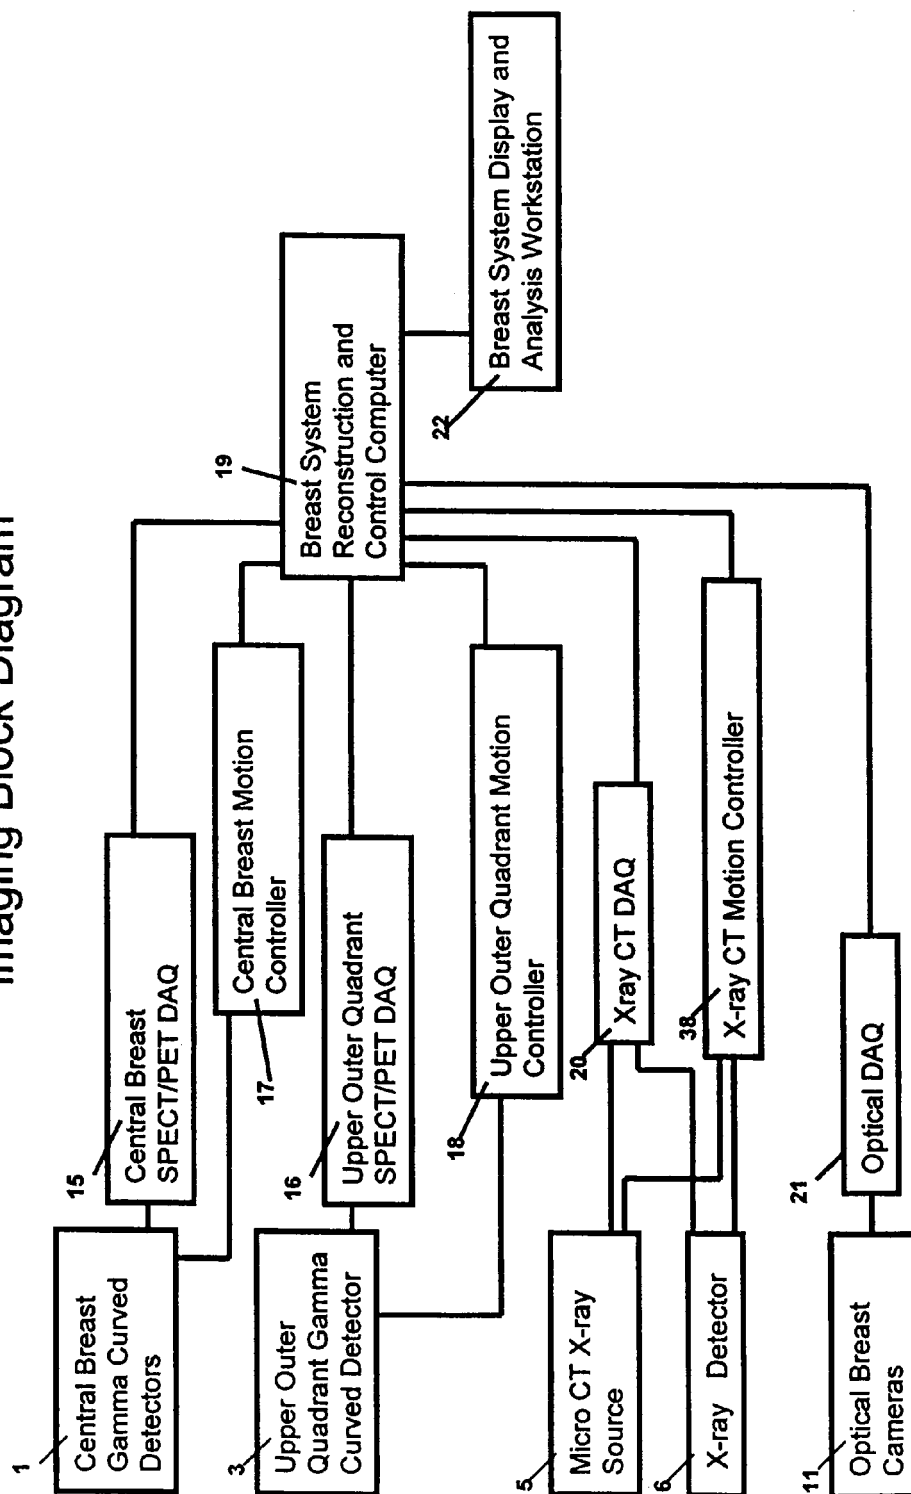 Imaging Block Diagram
1
Central Breast
Gamma Curved
Detectors
15
Central Breast
SPECT/PET DAQ
17
Central Breast Motion
Controller
3
Upper Outer
Quadrant Gamma
Curved Detector
16
Upper Outer Quadrant
SPECT/PET DAQ
18
Upper Outer Quadrant Motion
Controller
5
Micro CT X-ray
Source
20
Xray CT DAQ
6
X-ray Detector
38
X-ray CT Motion Controller
11
Optical Breast
Cameras
21
Optical DAQ
19
Breast System
Reconstruction and
Control Computer
22
Breast System Display and
Analysis Workstation